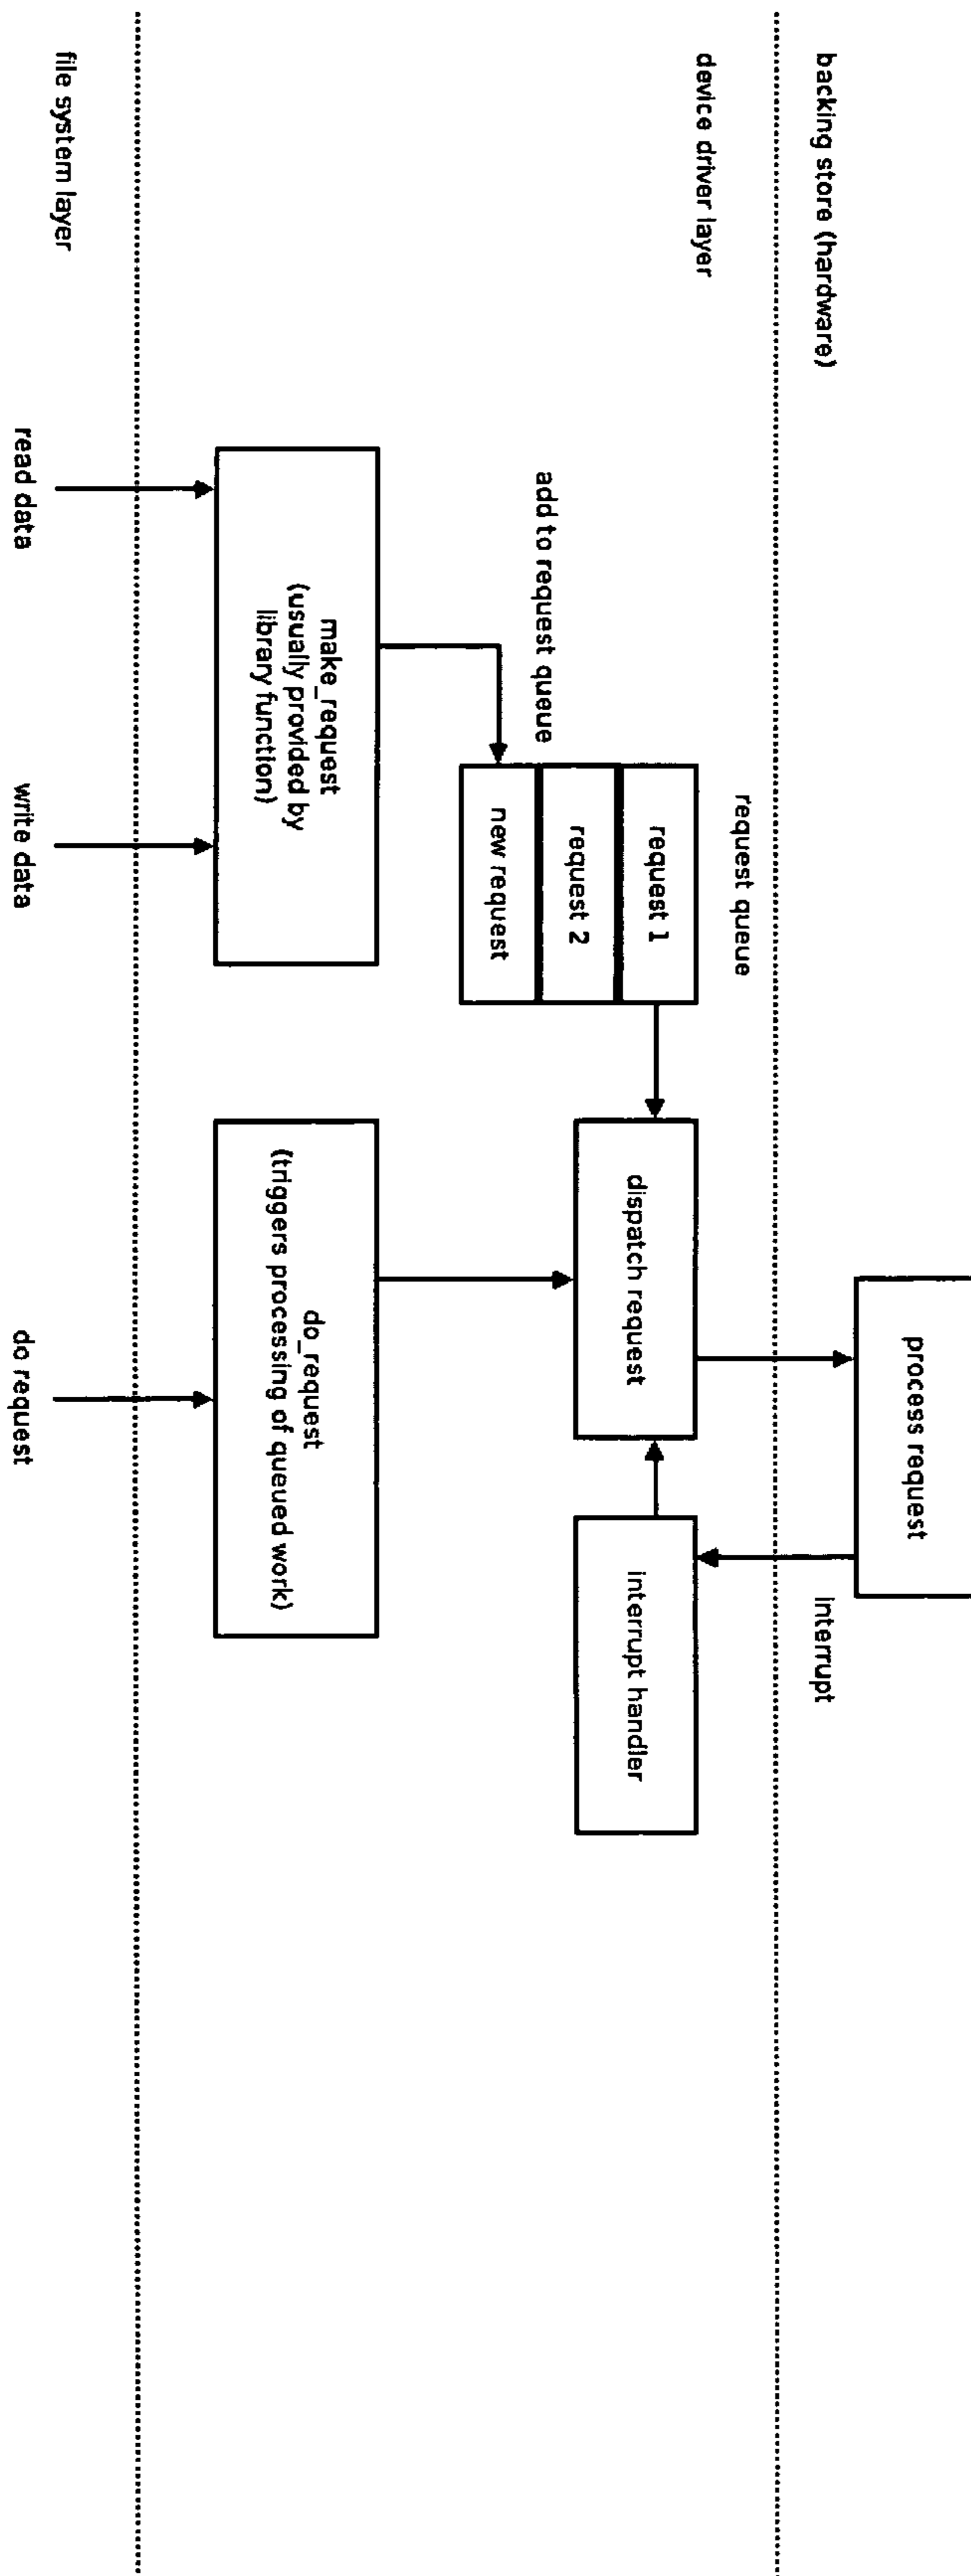 process request
backing store (hardware)
interrupt
request queue
device driver layer
request 1
dispatch request
interrupt handler
request 2
add to request queue
new request
make_request
(usually provided by
library function)
do_request
(triggers processing of queued work)
file system layer
read data
write data
do request